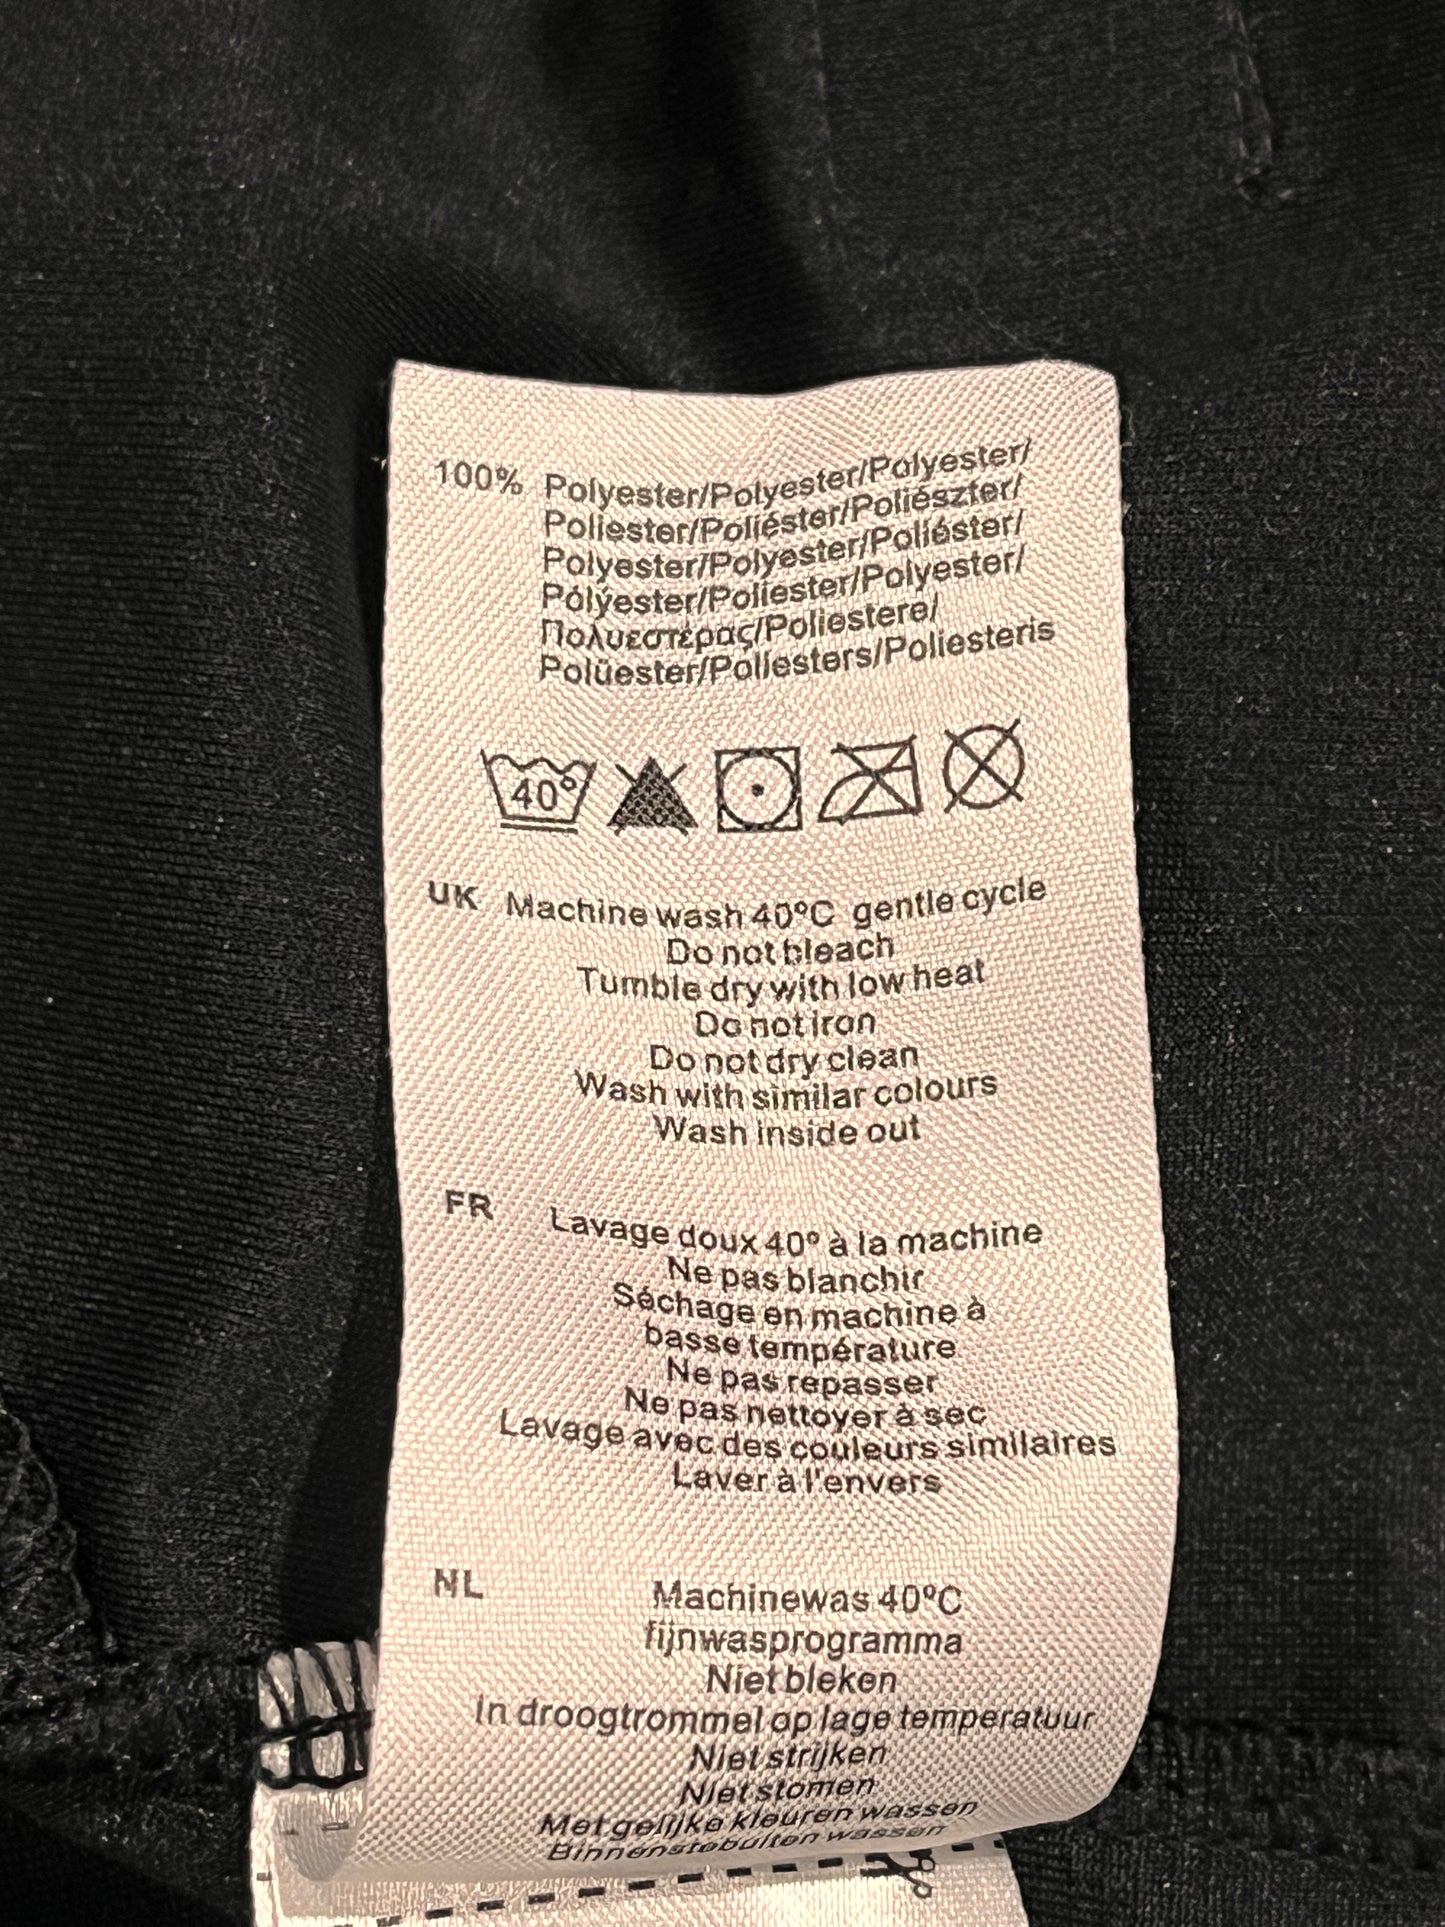 100% Polyester/Polyester/Polyester/
Poliester/Poliéster/Poliészter/
Polyester/Polyester/Poliéster/
Pólýester/Poliester/Polyester/
Πολυεστέρας/Poliestere/
Polüester/Poliesters/Poliesteris
40°
UK Machine wash 40°C gentle cycle
Do not bleach
Tumble dry with low heat
Do not iron
Do not dry clean
Wash with similar colours
Wash inside out
FR Lavage doux 40° à la machine
Ne pas blanchir
Séchage en machine à
basse température
Ne pas repasser
Ne pas nettoyer à sec
Lavage avec des couleurs similaires
Laver à l'envers
NL Machinewas 40°C
fijnwasprogramma
Niet bleken
In droogtrommel op lage temperatuur
Niet strijken
Niet stomen
Met gelijke kleuren wassen
Binnenstebuiten wassen